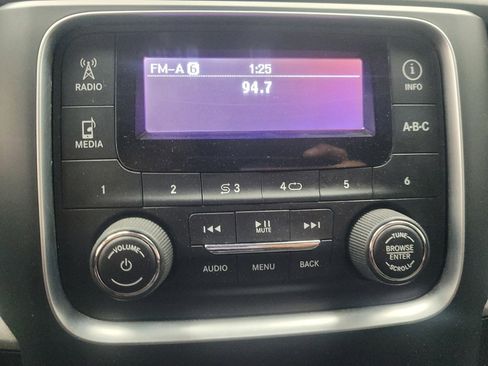 FM-A 6 1:25
94.7
RADIO
MEDIA
INFO
A-B-C
1 2 3 4 5 6
MUTE
VOLUME
AUDIO MENU BACK
TUNE
BROWSE
ENTER
SCROLL